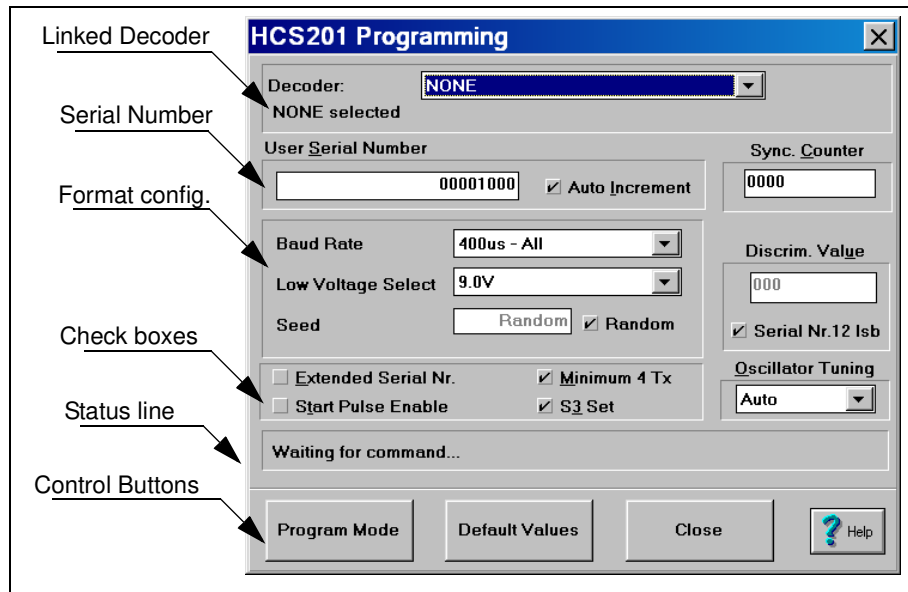 Linked Decoder
Serial Number
Format config.
Check boxes
Status line
Control Buttons
HCS201 Programming
Decoder: NONE
NONE selected
User Serial Number
00001000 Auto Increment
Sync. Counter
0000
Baud Rate 400us - All
Low Voltage Select 9.0V
Seed Random Random
Discrim. Value
000
Serial Nr.12 lsb
Extended Serial Nr. Minimum 4 Tx
Start Pulse Enable S3 Set
Oscillator Tuning
Auto
Waiting for command...
Program Mode Default Values Close ? Help